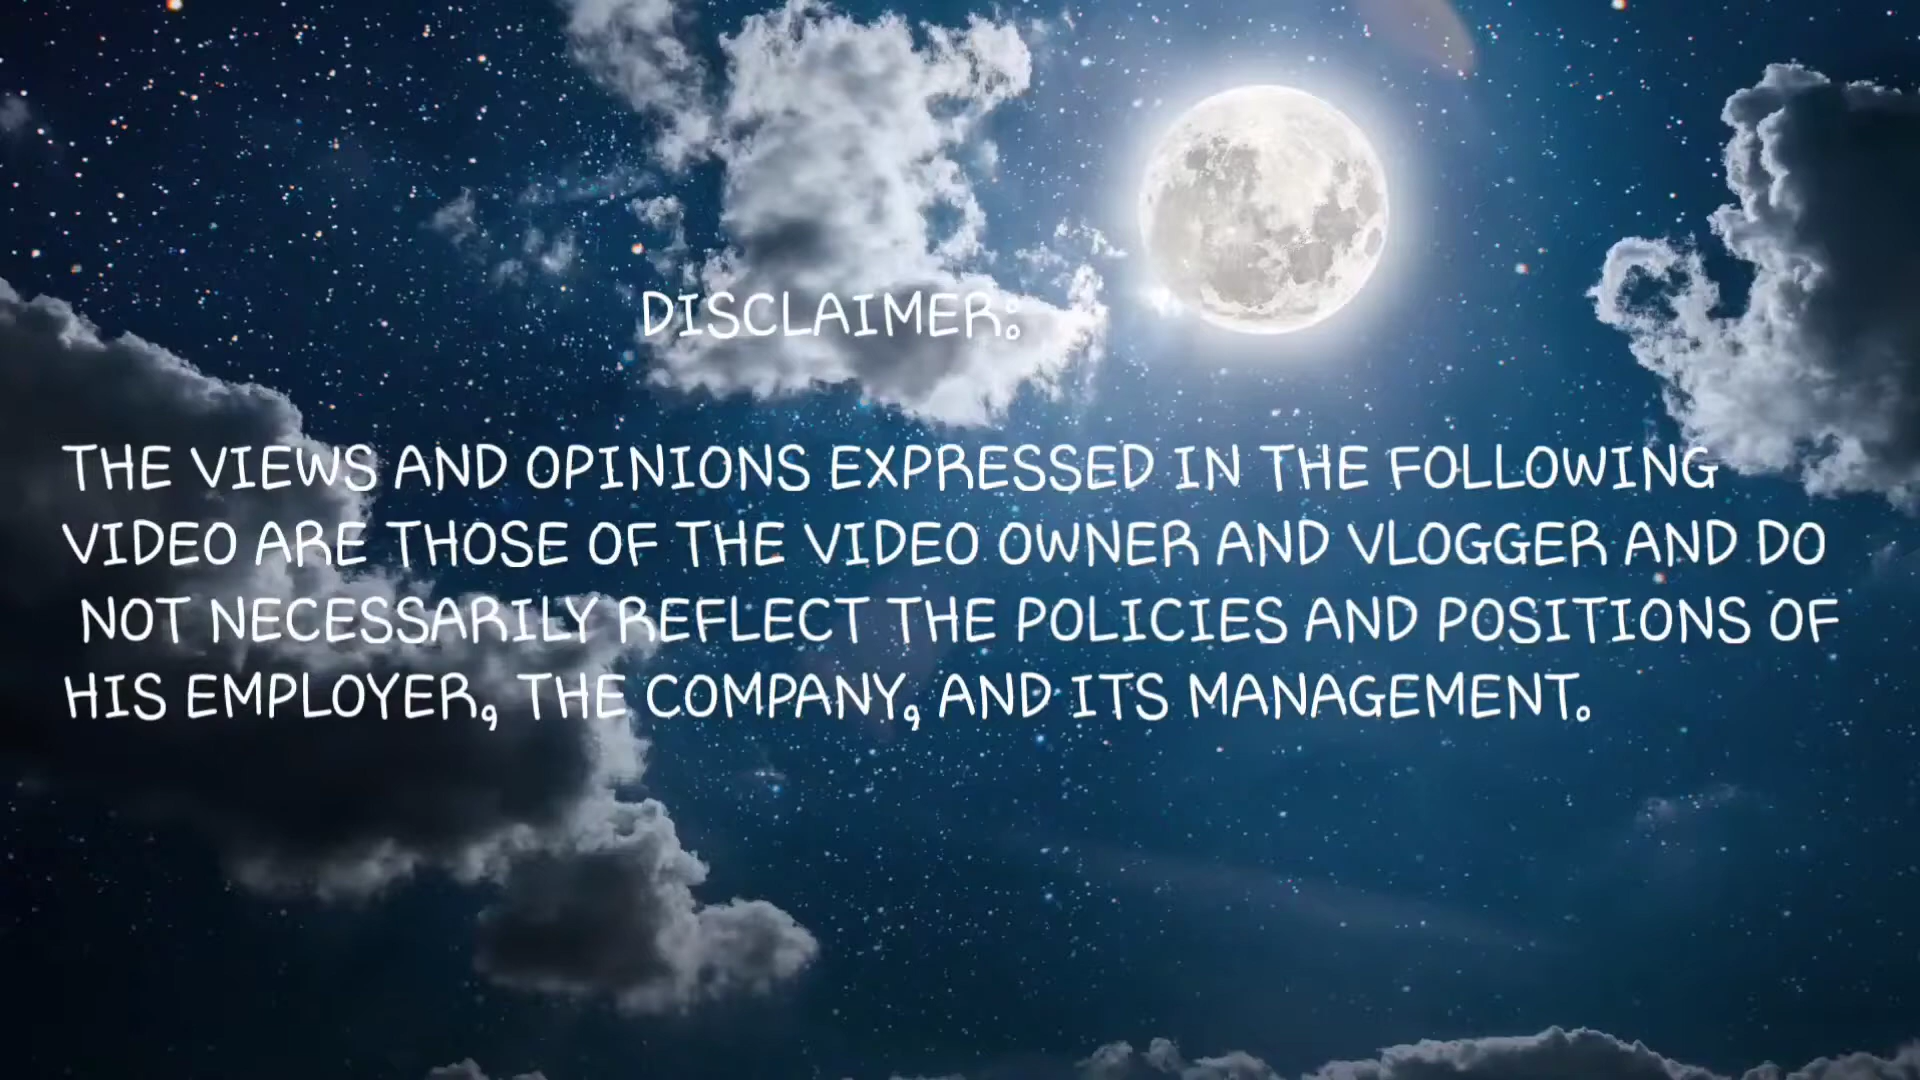 DISCLAIMER:
THE VIEWS AND OPINIONS EXPRESSED IN THE FOLLOWING
VIDEO ARE THOSE OF THE VIDEO OWNER AND VLOGGER AND DO
NOT NECESSARILY REFLECT THE POLICIES AND POSITIONS OF
HIS EMPLOYER, THE COMPANY, AND ITS MANAGEMENT.